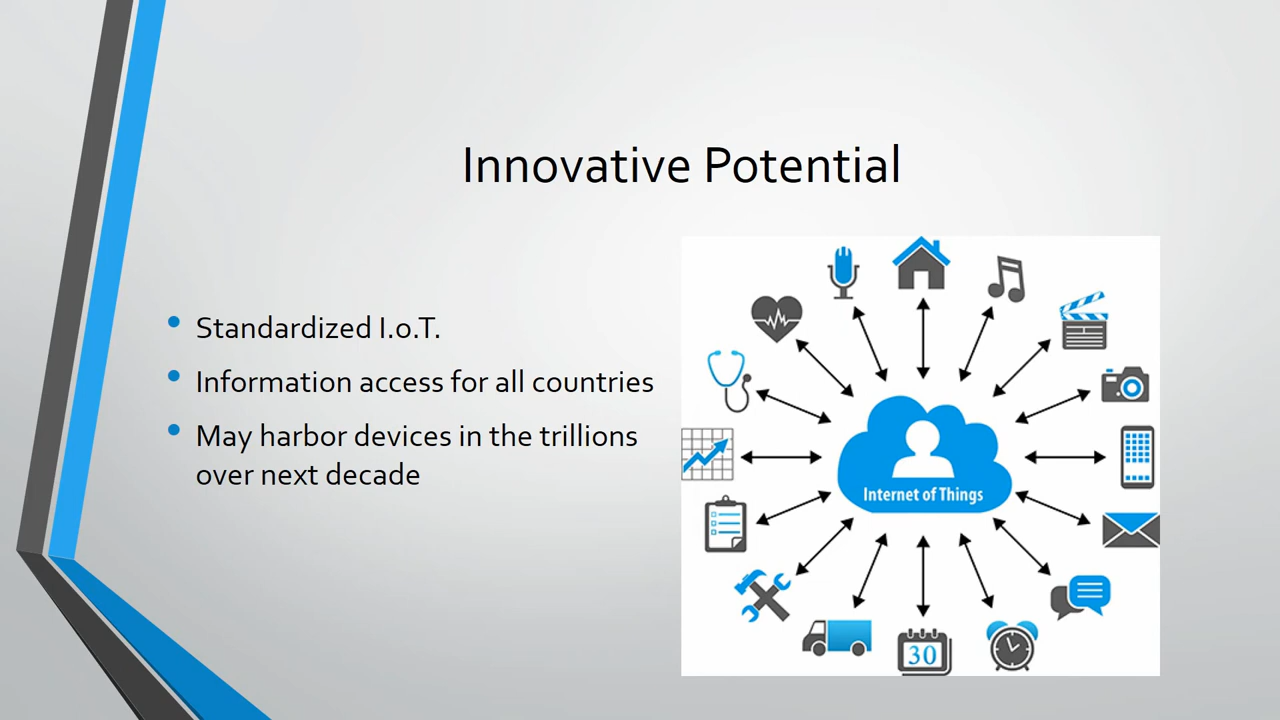 Innovative Potential
Standardized I.o.T.
Information access for all countries
May harbor devices in the trillions
over next decade
Internet of Things
30